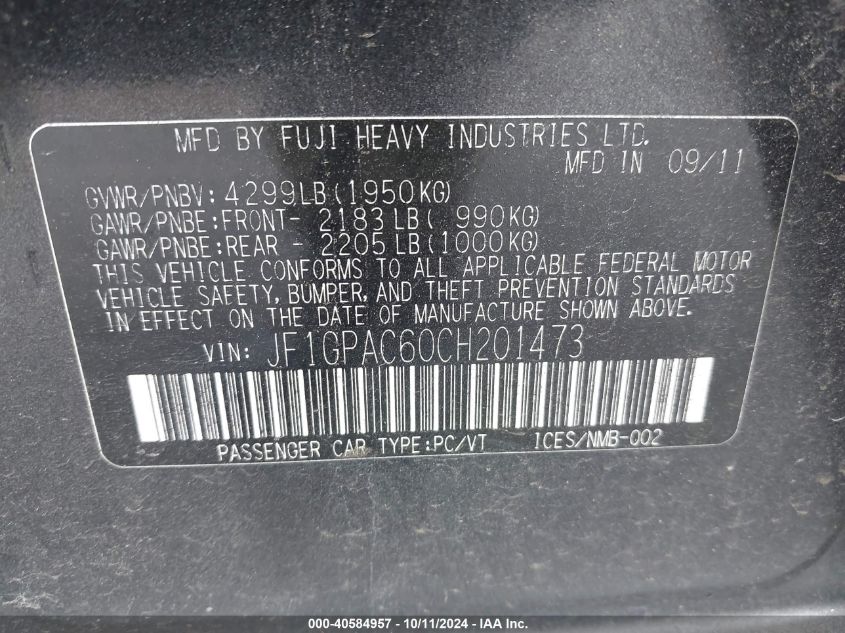 MFD BY FUJI HEAVY INDUSTRIES LTD.
MFD IN 09/11
GVWR/PNBV: 4299LB(1950KG)
GAWR/PNBE:FRONT- 2183LB( 990KG)
GAWR/PNBE:REAR - 2205LB(1000KG)
THIS VEHICLE CONFORMS TO ALL APPLICABLE FEDERAL MOTOR
VEHICLE SAFETY, BUMPER, AND THEFT PREVENTION STANDARDS
IN EFFECT ON THE DATE OF MANUFACTURE SHOWN ABOVE.
VIN: JF1GPAC60CH201473
PASSENGER CAR TYPE:PC/VT 1CES/NMB-002
000-40584957 - 10/11/2024 - IAA Inc.